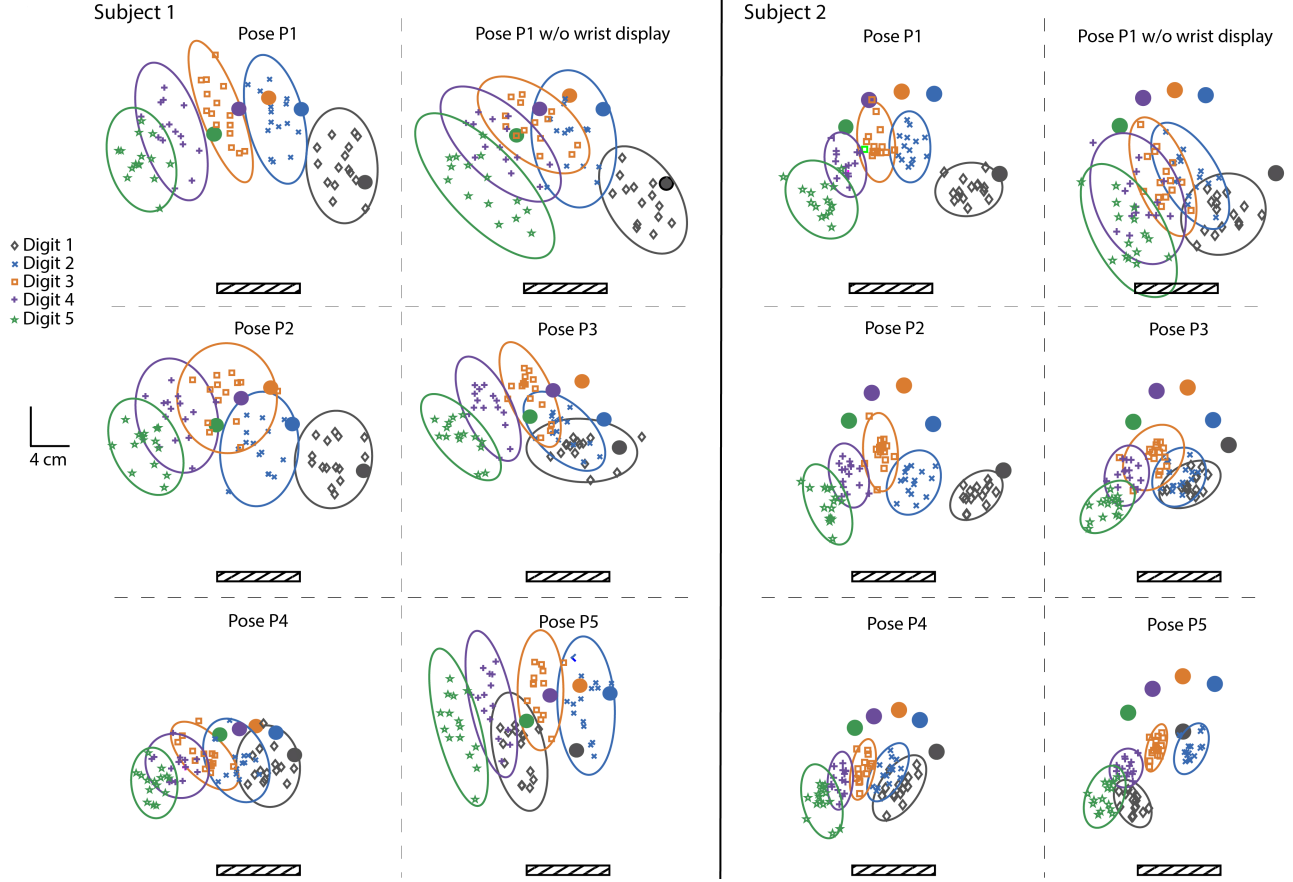 Subject 1
Subject 2
Pose P1
Pose P1 w/o wrist display
Pose P1
Pose P1 w/o wrist display
Digit 1
Digit 2
Digit 3
Digit 4
Digit 5
Pose P2
Pose P3
Pose P2
Pose P3
4 cm
Pose P4
Pose P5
Pose P4
Pose P5